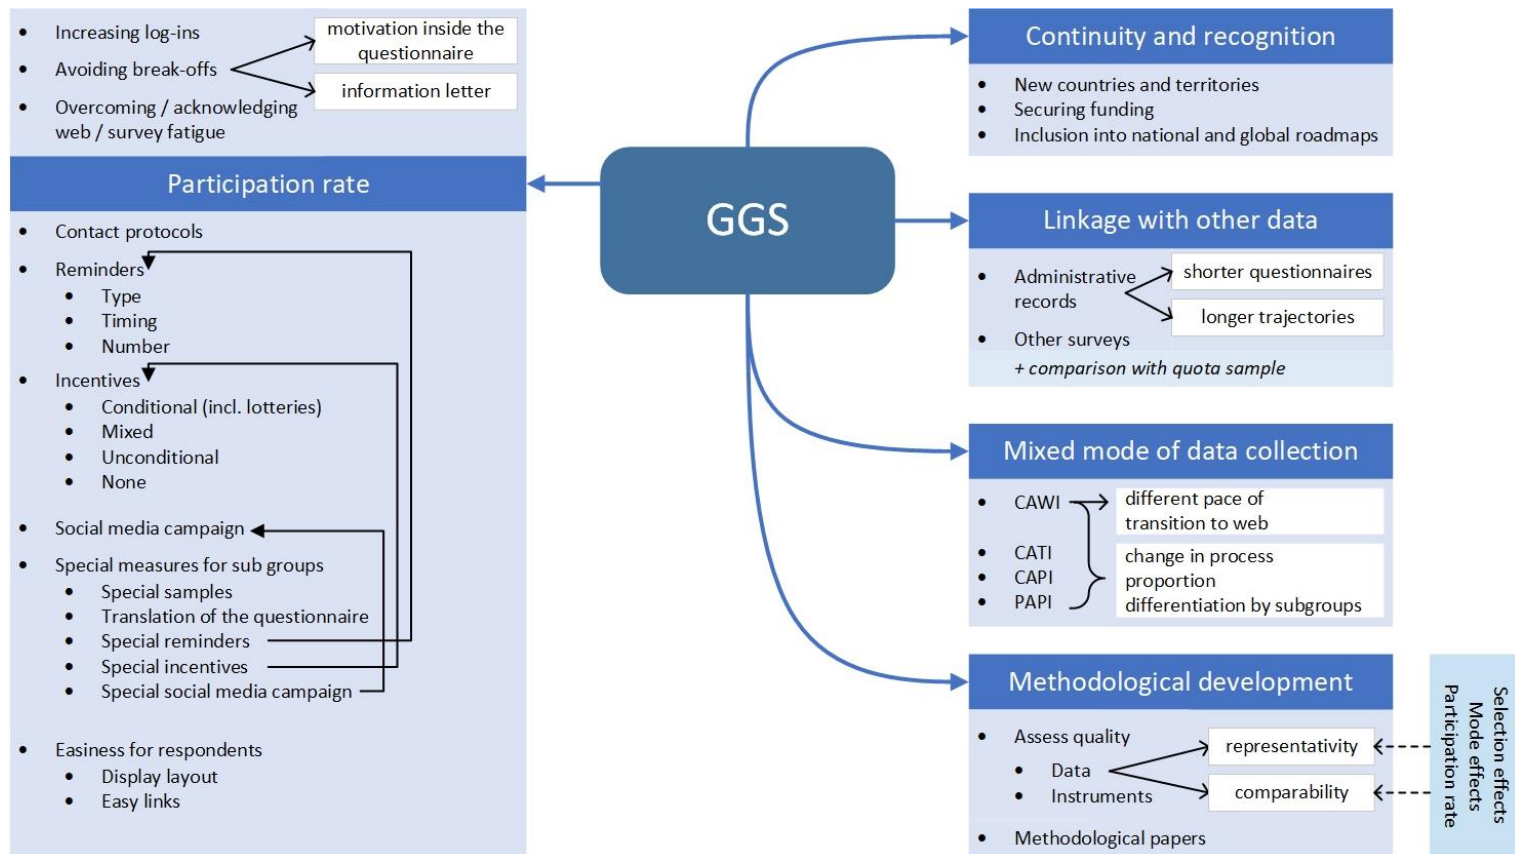 • Increasing log-ins
• Avoiding break-offs
motivation inside the
questionnaire
information letter
• Overcoming / acknowledging
web / survey fatigue
Participation rate
• Contact protocols
• Reminders
• Type
• Timing
• Number
• Incentives
• Conditional (incl. lotteries)
• Mixed
• Unconditional
• None
• Social media campaign
• Special measures for sub groups
• Special samples
• Translation of the questionnaire
• Special reminders
• Special incentives
• Special social media campaign
• Easiness for respondents
• Display layout
• Easy links
GGS
Continuity and recognition
• New countries and territories
• Securing funding
• Inclusion into national and global roadmaps
Linkage with other data
• Administrative
records
shorter questionnaires
longer trajectories
• Other surveys
+ comparison with quota sample
Mixed mode of data collection
• CAWI
different pace of
transition to web
• CATI
• CAPI
• PAPI
change in process
proportion
differentiation by subgroups
Methodological development
• Assess quality
• Data
• Instruments
representativity
comparability
• Methodological papers
Selection effects
Mode effects
Participation rate